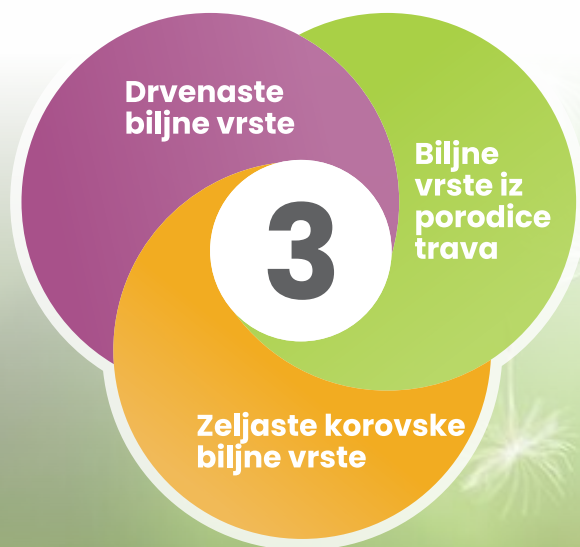 Drvenaste
biljne vrste
Biljne
vrste iz
porodice
trava
3
Zeljaste korovske
biljne vrste